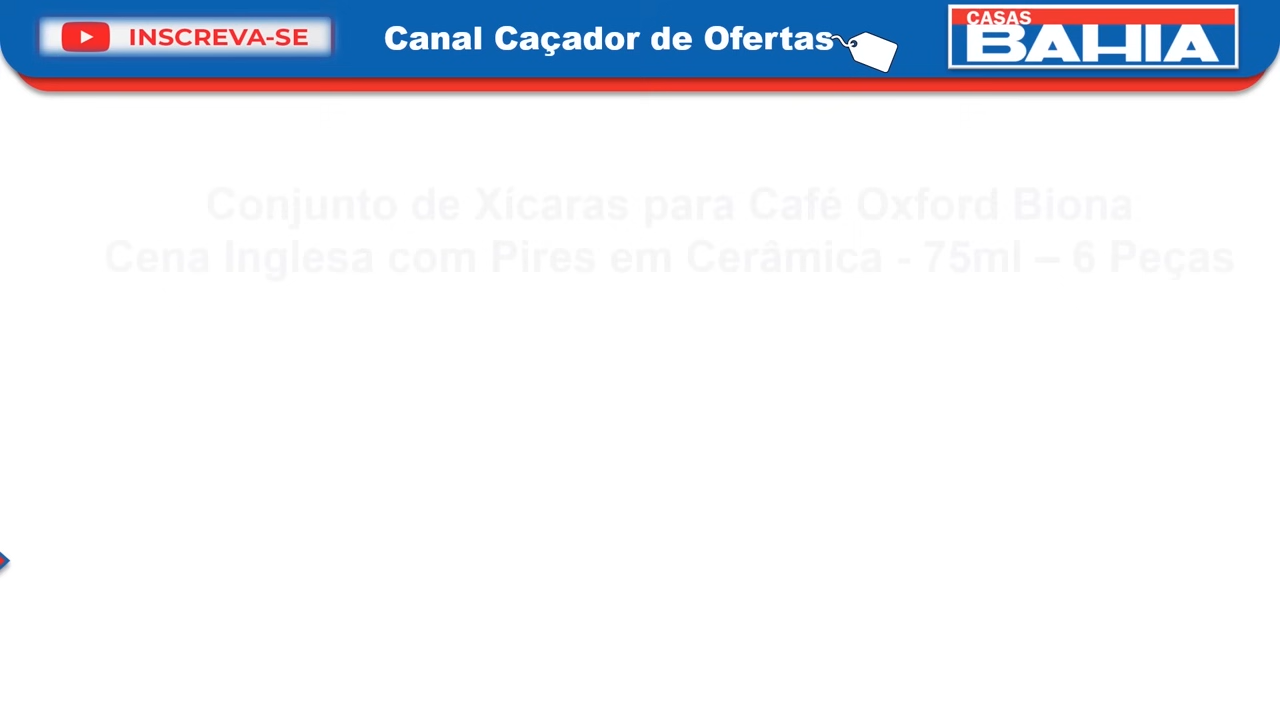 INSCREVA-SE
Canal Caçador de Ofertas
CASAS
BAHIA
Conjunto de Xícaras para Café Oxford Biona
Cena Inglesa com Pires em Cerâmica - 75ml – 6 Peças